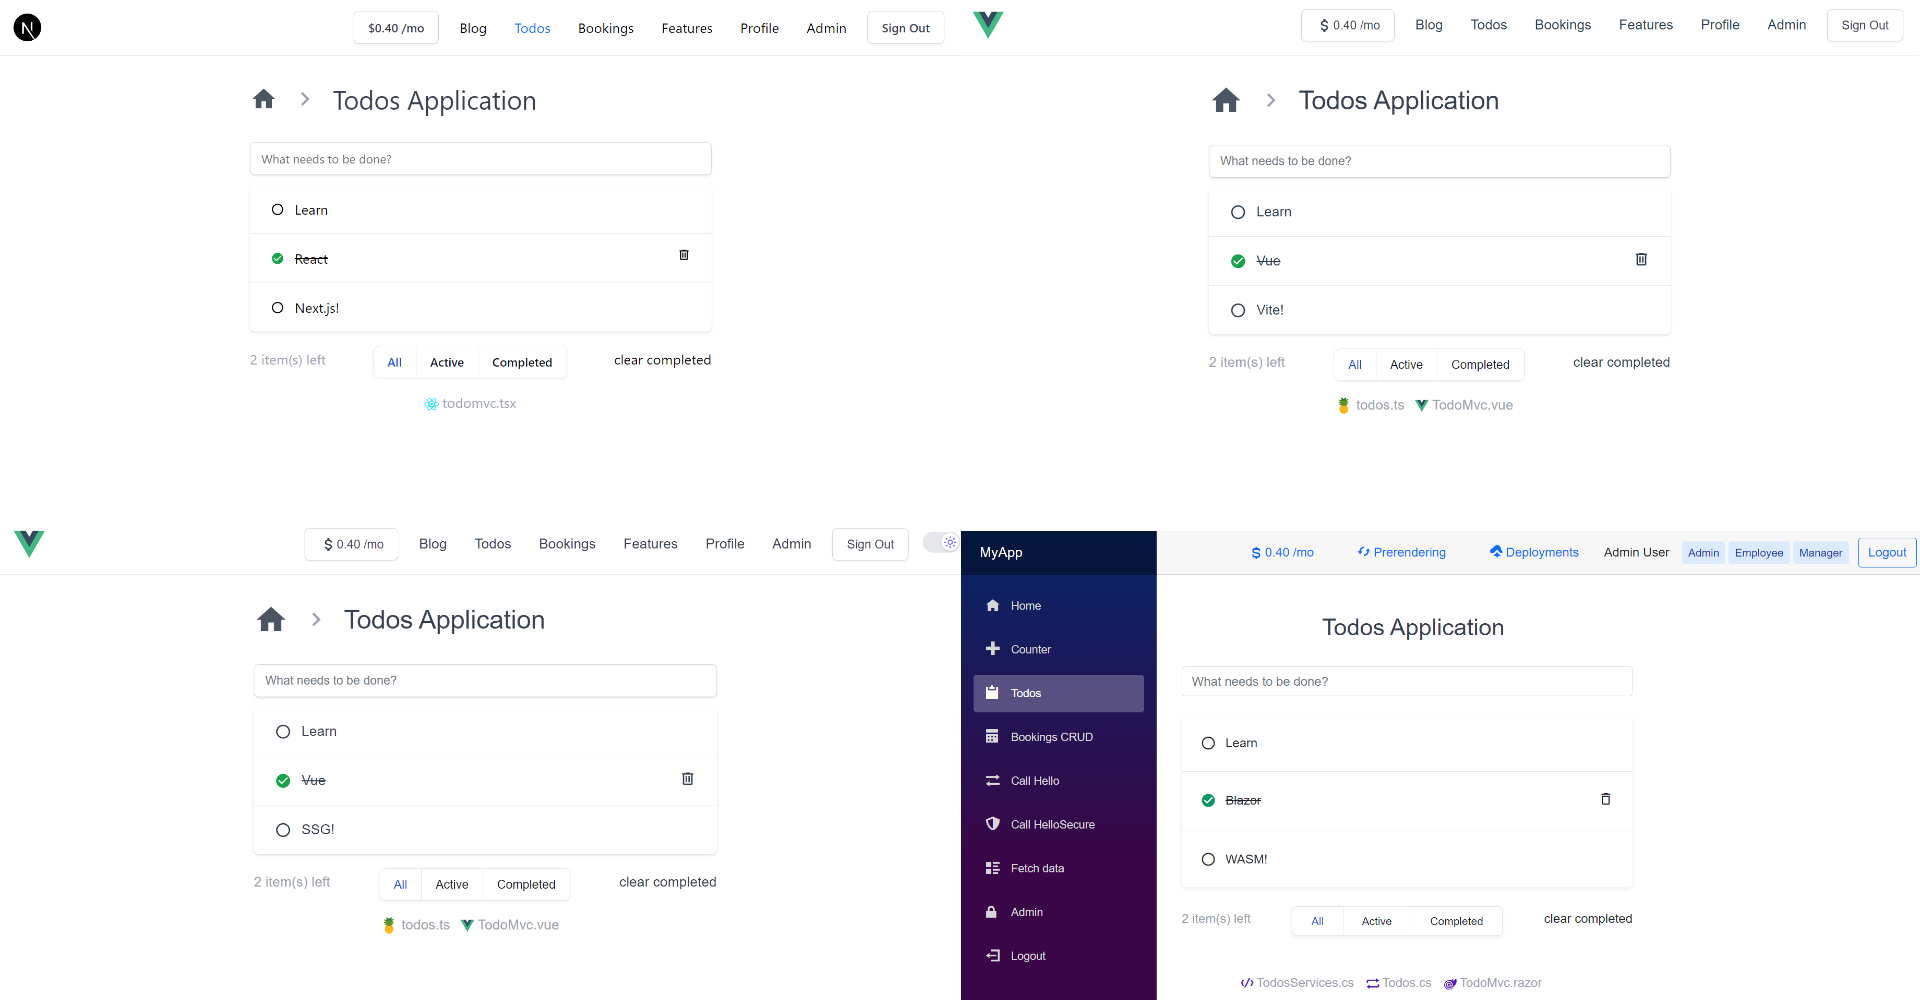 N
$0.40 /mo Blog Todos Bookings Features Profile Admin Sign Out
Todos Application
What needs to be done?
Learn
React
Next.js!
2 item(s) left All Active Completed clear completed
todomvc.tsx
$ 0.40 /mo Blog Todos Bookings Features Profile Admin Sign Out
Todos Application
What needs to be done?
Learn
Vue
Vite!
2 item(s) left All Active Completed clear completed
todos.ts TodoMvc.vue
$ 0.40 /mo Blog Todos Bookings Features Profile Admin Sign Out
Todos Application
What needs to be done?
Learn
Vue
SSG!
2 item(s) left All Active Completed clear completed
todos.ts TodoMvc.vue
MyApp
Home
Counter
Todos
Bookings CRUD
Call Hello
Call HelloSecure
Fetch data
Admin
Logout
$ 0.40 /mo Prerendering Deployments Admin User Admin Employee Manager Logout
Todos Application
What needs to be done?
Learn
Blazor
WASM!
2 item(s) left All Active Completed clear completed
TodosServices.cs Todos.cs TodoMvc.razor